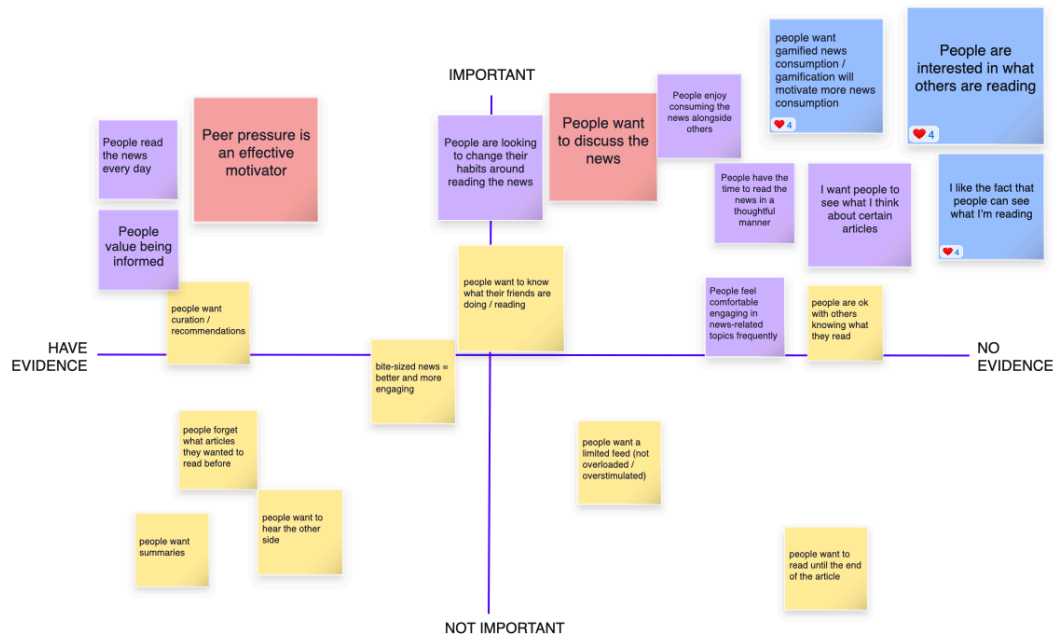 people want
gamified news
consumption /
gamification will
motivate more news
consumption
4
People are
interested in what
others are reading
4
IMPORTANT
People enjoy
consuming the
news alongside
others
Peer pressure is
an effective
motivator
People want
to discuss the
news
People read
the news
every day
People are looking
to change their
habits around
reading the news
People have the
time to read the
news in a
thoughtful
manner
I want people to
see what I think
about certain
articles
I like the fact that
people can see
what I'm reading
4
People
value being
informed
people want to know
what their friends are
doing / reading
People feel
comfortable
engaging in
news-related
topics frequently
people are ok
with others
knowing what
they read
people want
curation /
recommendations
HAVE
EVIDENCE
NO
EVIDENCE
bite-sized news =
better and more
engaging
people forget
what articles
they wanted to
read before
people want a
limited feed (not
overloaded /
overstimulated)
people want to
hear the other
side
people want
summaries
people want to
read until the end
of the article
NOT IMPORTANT